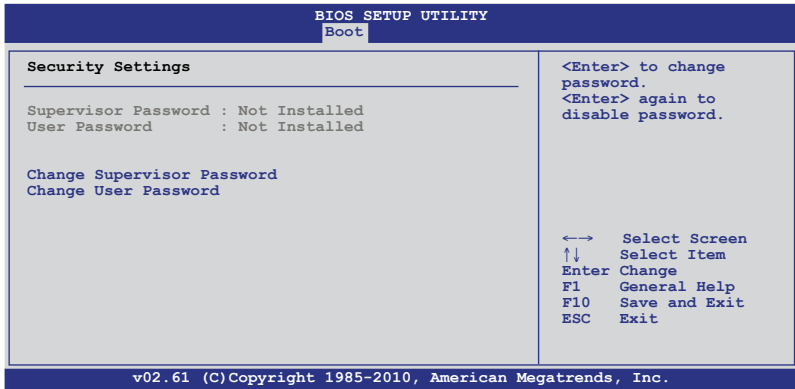 BIOS SETUP UTILITY
Boot
Security Settings
Supervisor Password : Not Installed
User Password : Not Installed
Change Supervisor Password
Change User Password
<Enter> to change
password.
<Enter> again to
disable password.
←→ Select Screen
↑↓ Select Item
Enter Change
F1 General Help
F10 Save and Exit
ESC Exit
v02.61 (C)Copyright 1985-2010, American Megatrends, Inc.